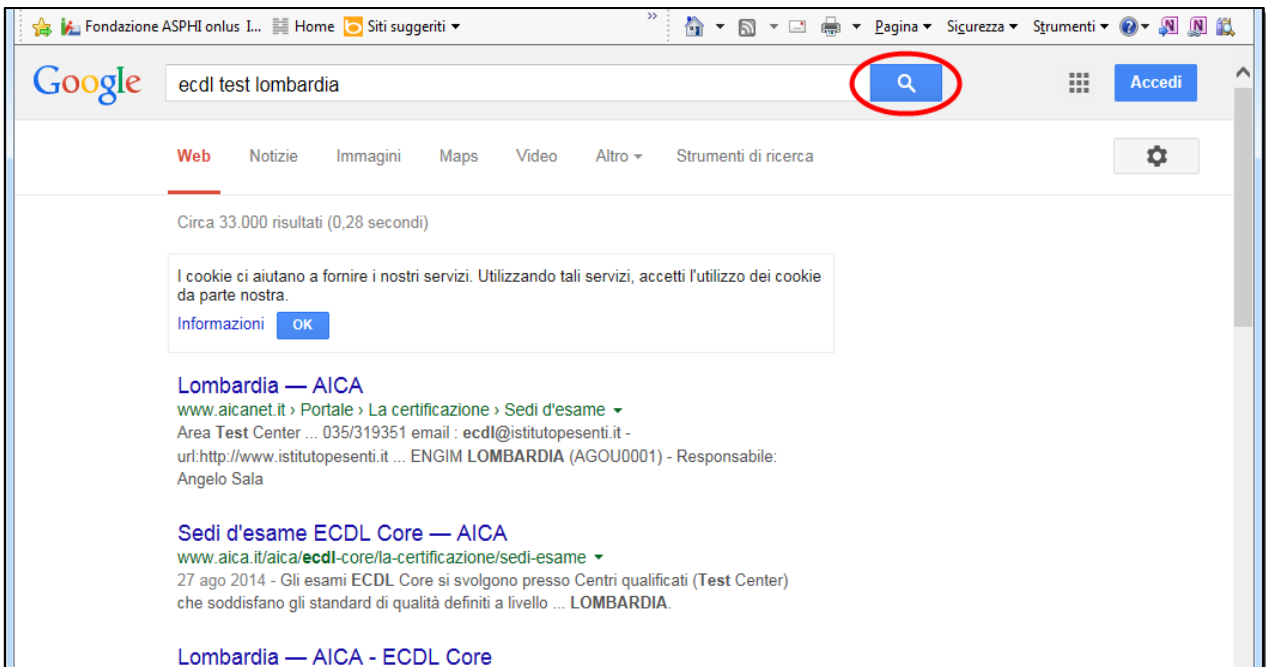 Fondazione ASPHI onlus I... Home Siti suggeriti » Pagina Sicurezza Strumenti
Google ecdl test lombardia Accedi
Web Notizie Immagini Maps Video Altro Strumenti di ricerca
Circa 33.000 risultati (0,28 secondi)
I cookie ci aiutano a fornire i nostri servizi. Utilizzando tali servizi, accetti l'utilizzo dei cookie
da parte nostra.
Informazioni OK
Lombardia — AICA
www.aicanet.it › Portale › La certificazione › Sedi d'esame
Area Test Center ... 035/319351 email : ecdl@istitutopesenti.it -
url:http://www.istitutopesenti.it ... ENGIM LOMBARDIA (AGOU0001) - Responsabile:
Angelo Sala
Sedi d'esame ECDL Core — AICA
www.aica.it/aica/ecdl-core/la-certificazione/sedi-esame
27 ago 2014 - Gli esami ECDL Core si svolgono presso Centri qualificati (Test Center)
che soddisfano gli standard di qualità definiti a livello ... LOMBARDIA.
Lombardia — AICA - ECDL Core